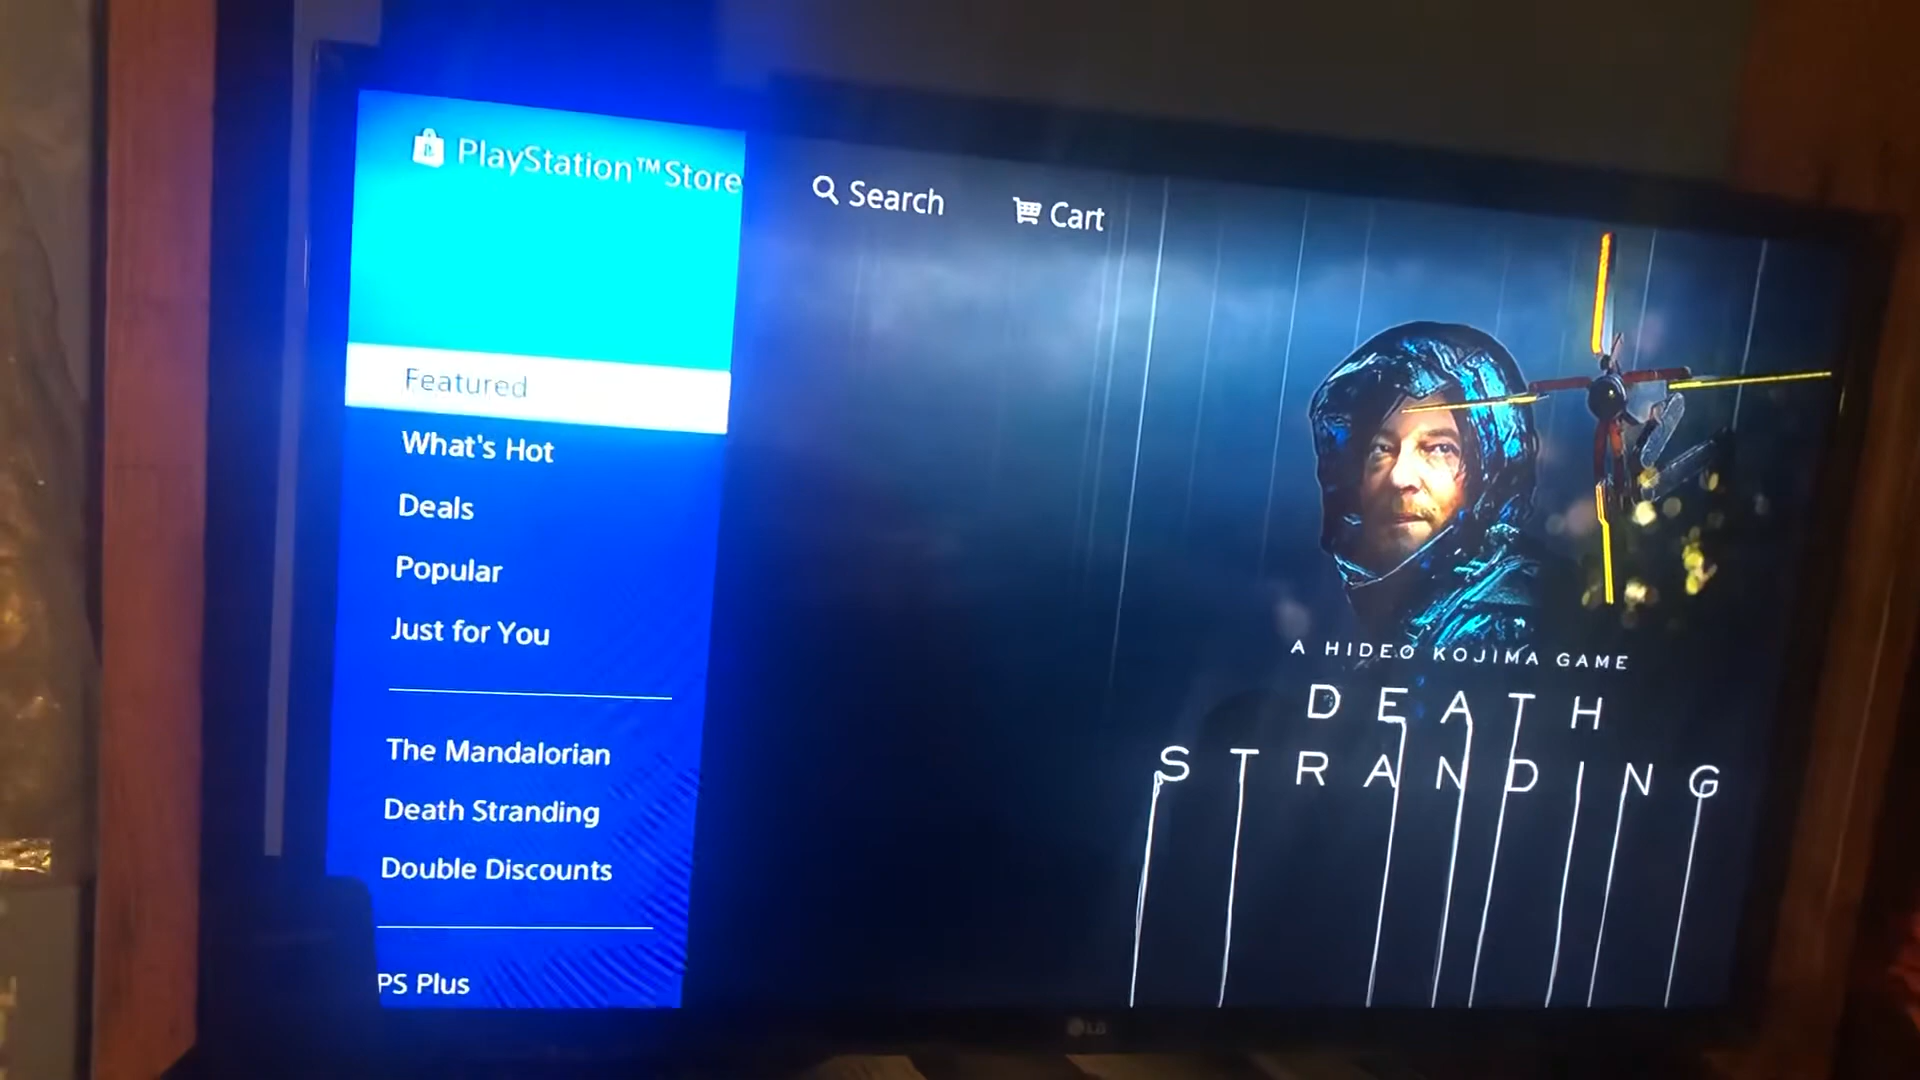 PlayStation™Store
Search
Cart
Featured
What's Hot
Deals
Popular
Just for You
The Mandalorian
Death Stranding
Double Discounts
PS Plus
A HIDEO KOJIMA GAME
DEATH
STRANDING
LG